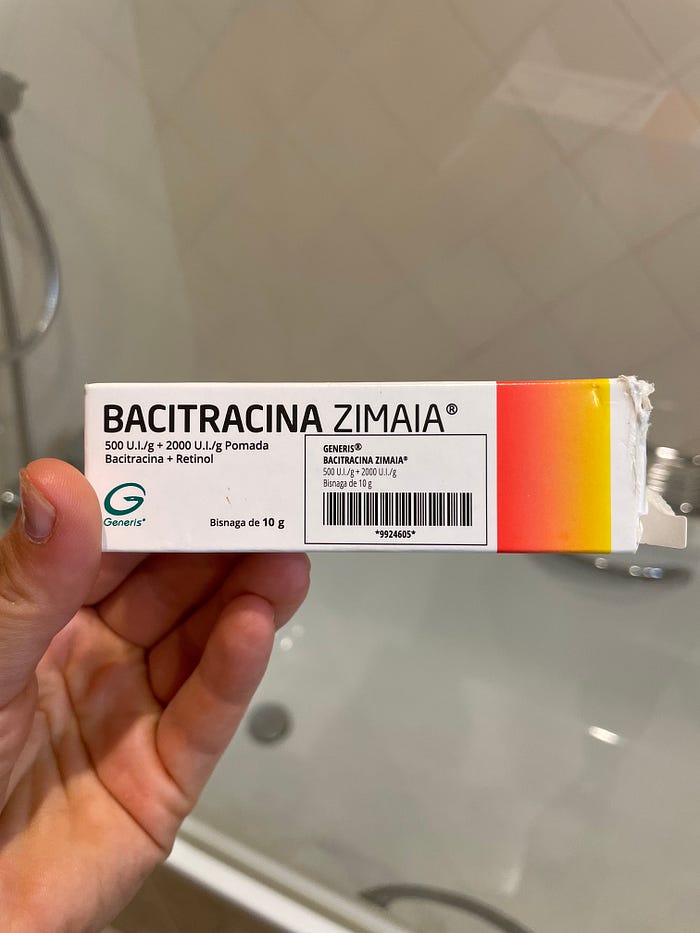 BACITRACINA ZIMAIA®
500 U.I./g + 2000 U.I./g Pomada
Bacitracina + Retinol
Generis®
Bisnaga de 10 g
GENERIS®
BACITRACINA ZIMAIA®
500 U.I./g + 2000 U.I./g
Bisnaga de 10 g
*9924605*